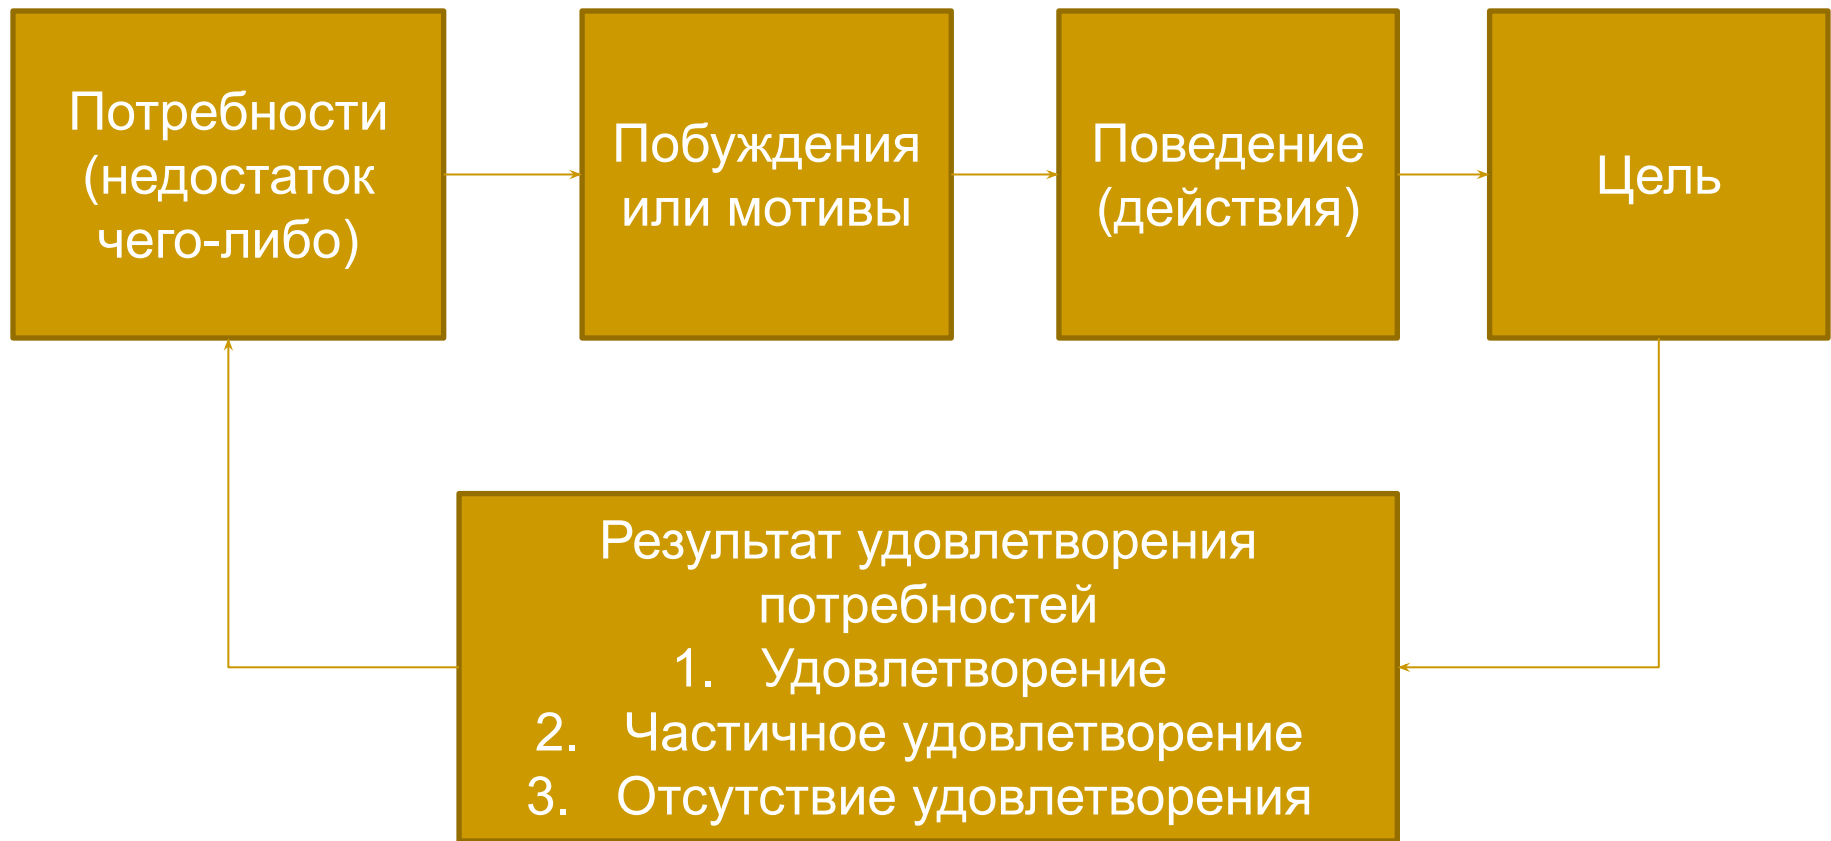 Потребности
(недостаток
чего-либо)
Побуждения
или мотивы
Поведение
(действия)
Цель
Результат удовлетворения
потребностей
1. Удовлетворение
2. Частичное удовлетворение
3. Отсутствие удовлетворения